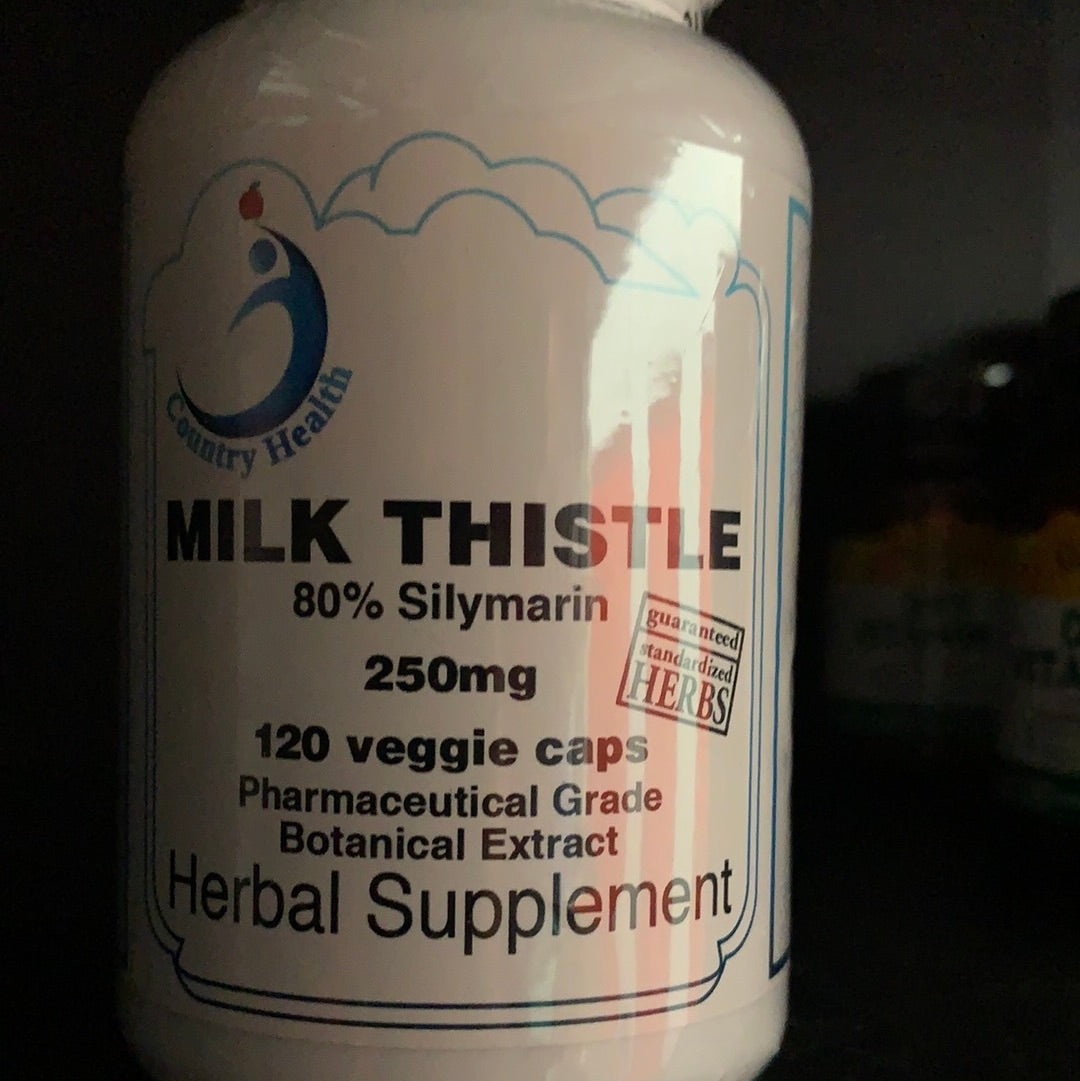 Country Health
MILK THISTLE
80% Silymarin
guaranteed
standardized
HERBS
250mg
120 veggie caps
Pharmaceutical Grade
Botanical Extract
Herbal Supplement